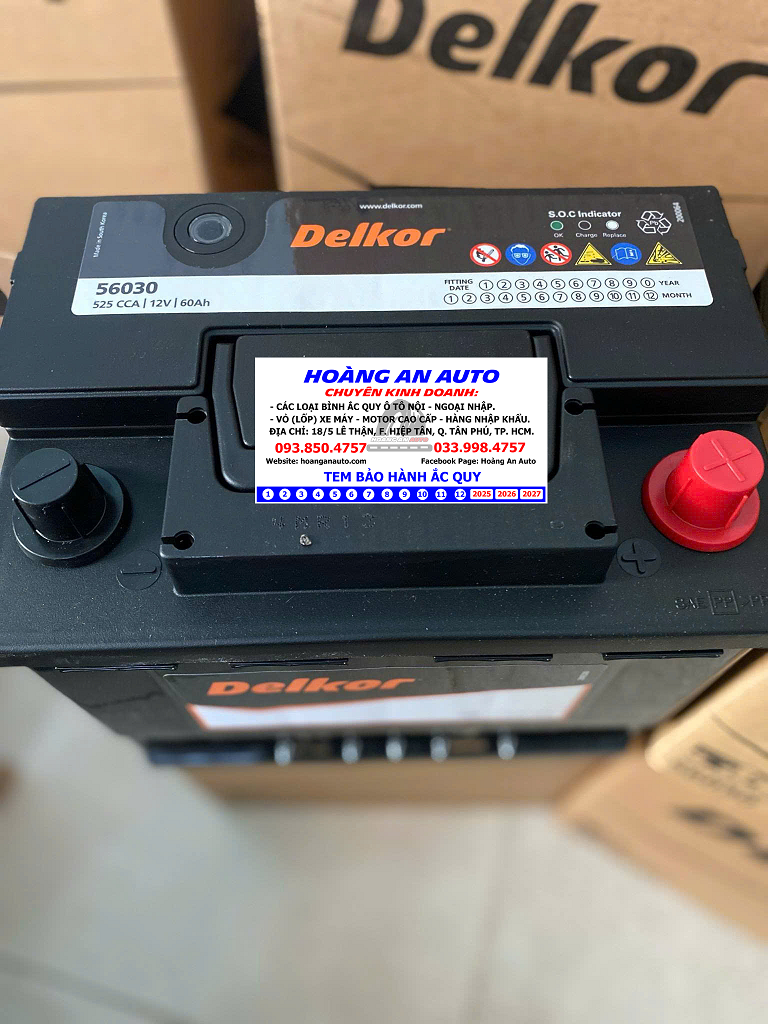 Delkor
www.delkor.com
Made in South Korea
Delkor
S.O.C Indicator
OK Charge Replace
Pb
200064
56030
525 CCA | 12V | 60Ah
FITTING DATE 1 2 3 4 5 6 7 8 9 0 YEAR
1 2 3 4 5 6 7 8 9 10 11 12 MONTH
HOÀNG AN AUTO
CHUYÊN KINH DOANH:
- CÁC LOẠI BÌNH ẮC QUY Ô TÔ NỘI - NGOẠI NHẬP.
- VỎ (LỐP) XE MÁY - MOTOR CAO CẤP - HÀNG NHẬP KHẨU.
ĐỊA CHỈ: 18/5 LÊ THẬN, F. HIỆP TÂN, Q. TÂN PHÚ, TP. HCM.
093.850.4757 HOANG AN AUTO 033.998.4757
Website: hoanganauto.com Facebook Page: Hoàng An Auto
TEM BẢO HÀNH ẮC QUY
1 2 3 4 5 6 7 8 9 10 11 12 2025 2026 2027
Delkor